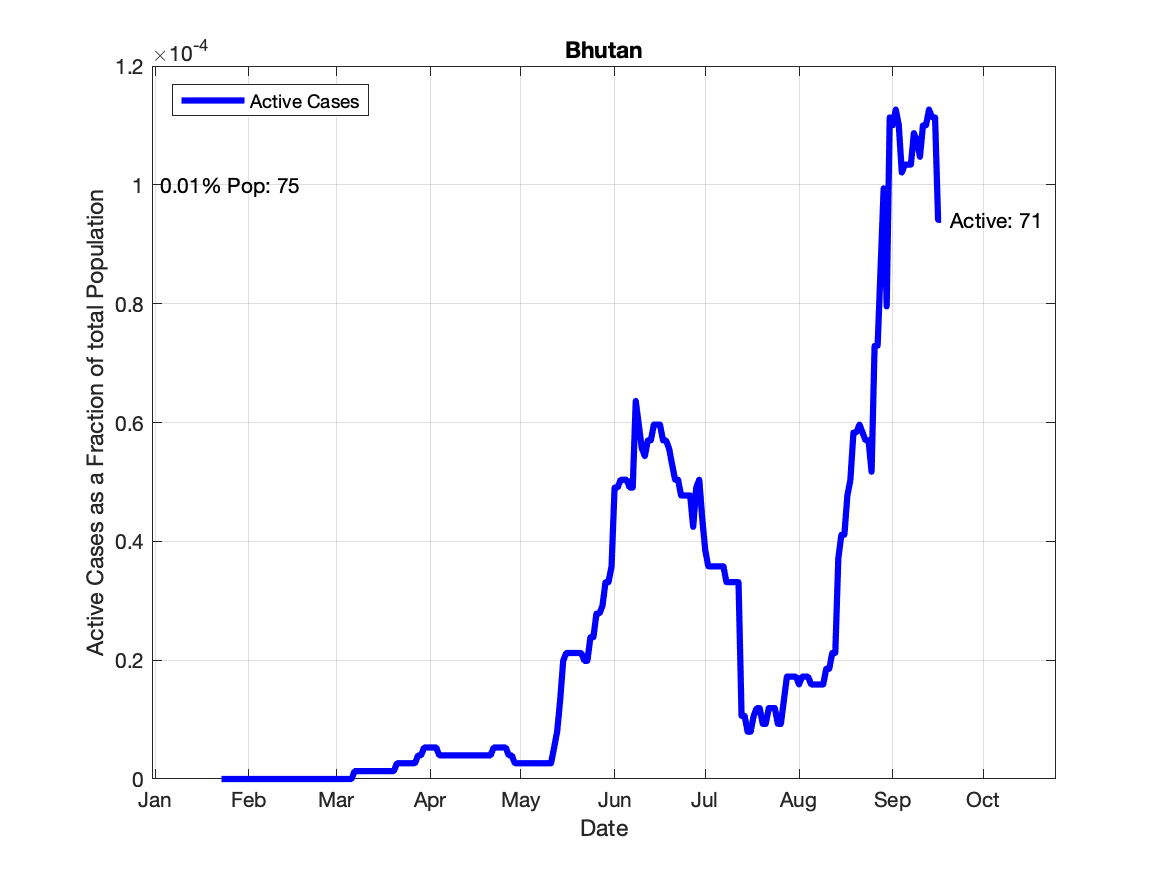 Bhutan
×10⁻⁴
1.2
1
0.8
0.6
0.4
0.2
0
Active Cases
0.01% Pop: 75
Active: 71
Active Cases as a Fraction of total Population
Jan Feb Mar Apr May Jun Jul Aug Sep Oct
Date